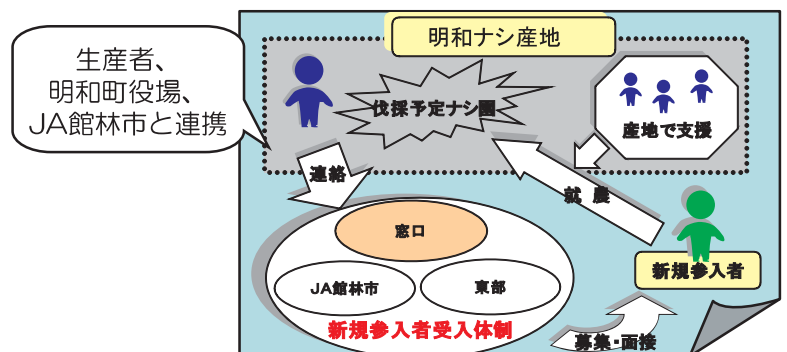 生産者、
明和町役場、
JA館林市と連携
明和ナシ産地
伐採予定ナシ園
産地で支援
連絡
就農
窓口
JA館林市
東部
新規参入者受入体制
新規参入者
募集・面接